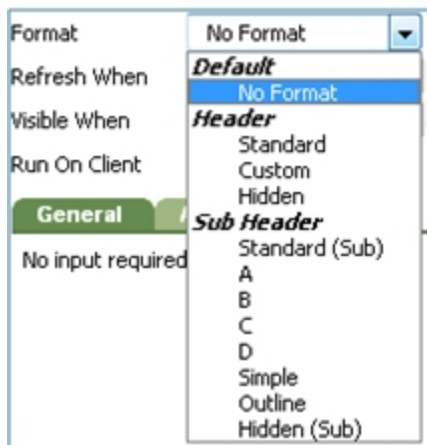 Format No Format
Refresh When
Visible When
Run On Client
General
No input required
Default
No Format
Header
Standard
Custom
Hidden
Sub Header
Standard (Sub)
A
B
C
D
Simple
Outline
Hidden (Sub)